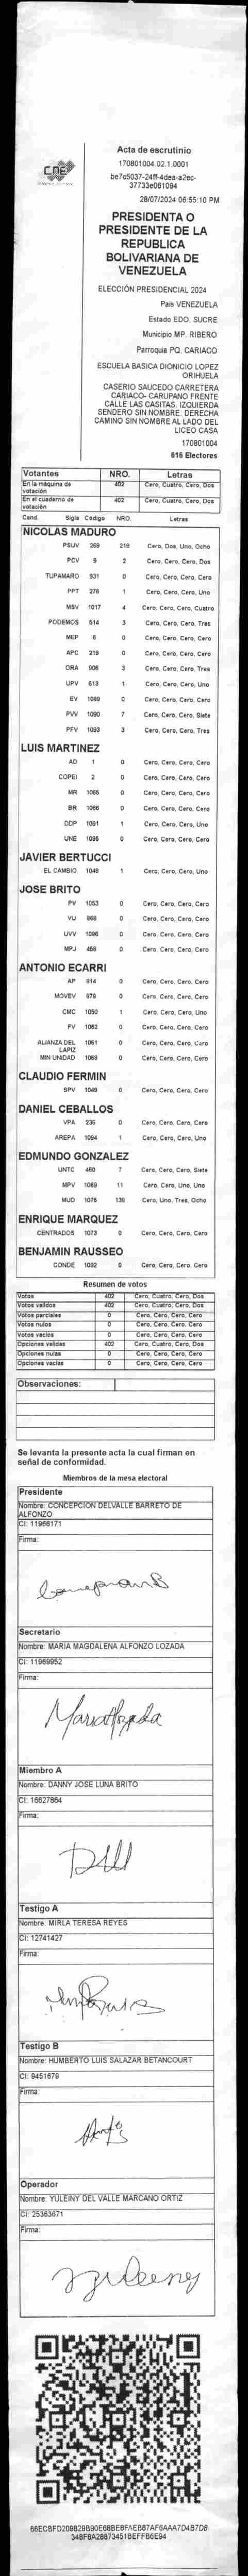 CNE
Acta de escrutinio
170801004.02.1.0001
be7c5037-24ff-4dea-a2ec-
37733e061094
28/07/2024 06:55:10 PM
PRESIDENTA O
PRESIDENTE DE LA
REPUBLICA
BOLIVARIANA DE
VENEZUELA
ELECCIÓN PRESIDENCIAL 2024
País VENEZUELA
Estado EDO. SUCRE
Municipio MP. RIBERO
Parroquia PQ. CARIACO
ESCUELA BASICA DIONICIO LOPEZ
ORIHUELA
CASERIO SAUCEDO CARRETERA
CARIACO- CARUPANO FRENTE
CALLE LAS CASITAS. IZQUIERDA
SENDERO SIN NOMBRE. DERECHA
CAMINO SIN NOMBRE AL LADO DEL
LICEO CASA
170801004
616 Electores
Votantes NRO. Letras
En la máquina de votación 402 Cero, Cuatro, Cero, Dos
En el cuaderno de votación 402 Cero, Cuatro, Cero, Dos
Cand. Sigla Código NRO. Letras
NICOLAS MADURO
PSUV 269 218 Cero, Dos, Uno, Ocho
PCV 5 2 Cero, Cero, Cero, Dos
TUPAMARO 931 0 Cero, Cero, Cero, Cero
PPT 276 1 Cero, Cero, Cero, Uno
MSV 1017 4 Cero, Cero, Cero, Cuatro
PODEMOS 514 3 Cero, Cero, Cero, Tres
MEP 6 0 Cero, Cero, Cero, Cero
APC 219 0 Cero, Cero, Cero, Cero
ORA 906 3 Cero, Cero, Cero, Tres
UPV 613 1 Cero, Cero, Cero, Uno
EV 1089 0 Cero, Cero, Cero, Cero
PVV 1090 7 Cero, Cero, Cero, Siete
PFV 1093 3 Cero, Cero, Cero, Tres
LUIS MARTINEZ
AD 1 0 Cero, Cero, Cero, Cero
COPEI 2 0 Cero, Cero, Cero, Cero
MR 1065 0 Cero, Cero, Cero, Cero
BR 1066 0 Cero, Cero, Cero, Cero
DDP 1091 1 Cero, Cero, Cero, Uno
UNE 1095 0 Cero, Cero, Cero, Cero
JAVIER BERTUCCI
EL CAMBIO 1048 1 Cero, Cero, Cero, Uno
JOSE BRITO
PV 1053 0 Cero, Cero, Cero, Cero
VU 968 0 Cero, Cero, Cero, Cero
UVV 1096 0 Cero, Cero, Cero, Cero
MPJ 458 0 Cero, Cero, Cero, Cero
ANTONIO ECARRI
AP 914 0 Cero, Cero, Cero, Cero
MOVEV 979 0 Cero, Cero, Cero, Cero
CMC 1050 1 Cero, Cero, Cero, Uno
FV 1062 0 Cero, Cero, Cero, Cero
ALIANZA DEL LAPIZ 1061 0 Cero, Cero, Cero, Cero
MIN UNIDAD 1068 0 Cero, Cero, Cero, Cero
CLAUDIO FERMIN
SPV 1049 0 Cero, Cero, Cero, Cero
DANIEL CEBALLOS
VPA 236 0 Cero, Cero, Cero, Cero
AREPA 1094 1 Cero, Cero, Cero, Uno
EDMUNDO GONZALEZ
UNTC 460 7 Cero, Cero, Cero, Siete
MPV 1069 11 Cero, Cero, Uno, Uno
MUD 1076 138 Cero, Uno, Tres, Ocho
ENRIQUE MARQUEZ
CENTRADOS 1073 0 Cero, Cero, Cero, Cero
BENJAMIN RAUSSEO
CONDE 1092 0 Cero, Cero, Cero, Cero
Resumen de votos
Votos 402 Cero, Cuatro, Cero, Dos
Votos validos 402 Cero, Cuatro, Cero, Dos
Votos parciales 0 Cero, Cero, Cero, Cero
Votos nulos 0 Cero, Cero, Cero, Cero
Votos vacios 0 Cero, Cero, Cero, Cero
Opciones validas 402 Cero, Cuatro, Cero, Dos
Opciones nulas 0 Cero, Cero, Cero, Cero
Opciones vacias 0 Cero, Cero, Cero, Cero
Observaciones:
Se levanta la presente acta la cual firman en
señal de conformidad.
Miembros de la mesa electoral
Presidente
Nombre: CONCEPCION DELVALLE BARRETO DE
ALFONZO
CI: 11966171
Firma:
Secretario
Nombre: MARIA MAGDALENA ALFONZO LOZADA
CI: 11969952
Firma:
Miembro A
Nombre: DANNY JOSE LUNA BRITO
CI: 16627864
Firma:
Testigo A
Nombre: MIRLA TERESA REYES
CI: 12741427
Firma:
Testigo B
Nombre: HUMBERTO LUIS SALAZAR BETANCOURT
CI: 9451679
Firma:
Operador
Nombre: YULEINY DEL VALLE MARCANO ORTIZ
CI: 25363671
Firma: